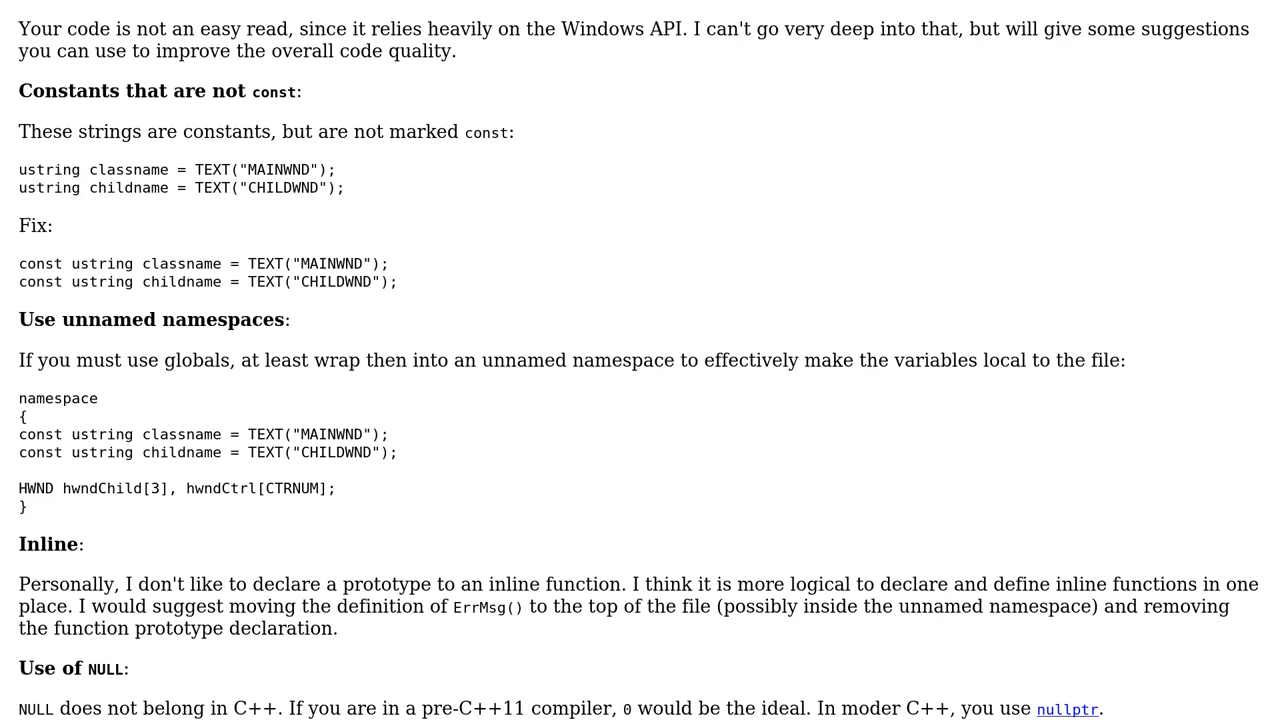 Your code is not an easy read, since it relies heavily on the Windows API. I can't go very deep into that, but will give some suggestions
you can use to improve the overall code quality.
Constants that are not const:
These strings are constants, but are not marked const:
ustring classname = TEXT("MAINWND");
ustring childname = TEXT("CHILDWND");
Fix:
const ustring classname = TEXT("MAINWND");
const ustring childname = TEXT("CHILDWND");
Use unnamed namespaces:
If you must use globals, at least wrap then into an unnamed namespace to effectively make the variables local to the file:
namespace
{
const ustring classname = TEXT("MAINWND");
const ustring childname = TEXT("CHILDWND");
HWND hwndChild[3], hwndCtrl[CTRNUM];
}
Inline:
Personally, I don't like to declare a prototype to an inline function. I think it is more logical to declare and define inline functions in one
place. I would suggest moving the definition of ErrMsg() to the top of the file (possibly inside the unnamed namespace) and removing
the function prototype declaration.
Use of NULL:
NULL does not belong in C++. If you are in a pre-C++11 compiler, 0 would be the ideal. In moder C++, you use nullptr.